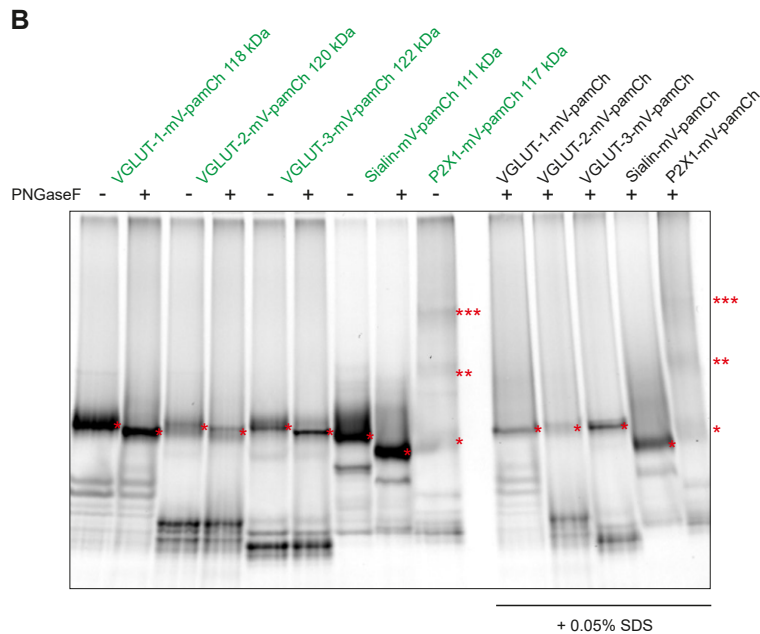 B
VGLUT-1-mV-pamCh 118 kDa
VGLUT-2-mV-pamCh 120 kDa
VGLUT-3-mV-pamCh 122 kDa
Sialin-mV-pamCh 111 kDa
P2X1-mV-pamCh 117 kDa
VGLUT-1-mV-pamCh
VGLUT-2-mV-pamCh
VGLUT-3-mV-pamCh
Sialin-mV-pamCh
P2X1-mV-pamCh
PNGaseF - + - + - + - + - + + + + +
* * * * * * * * *** ** * * * * * *** ** *
+ 0.05% SDS